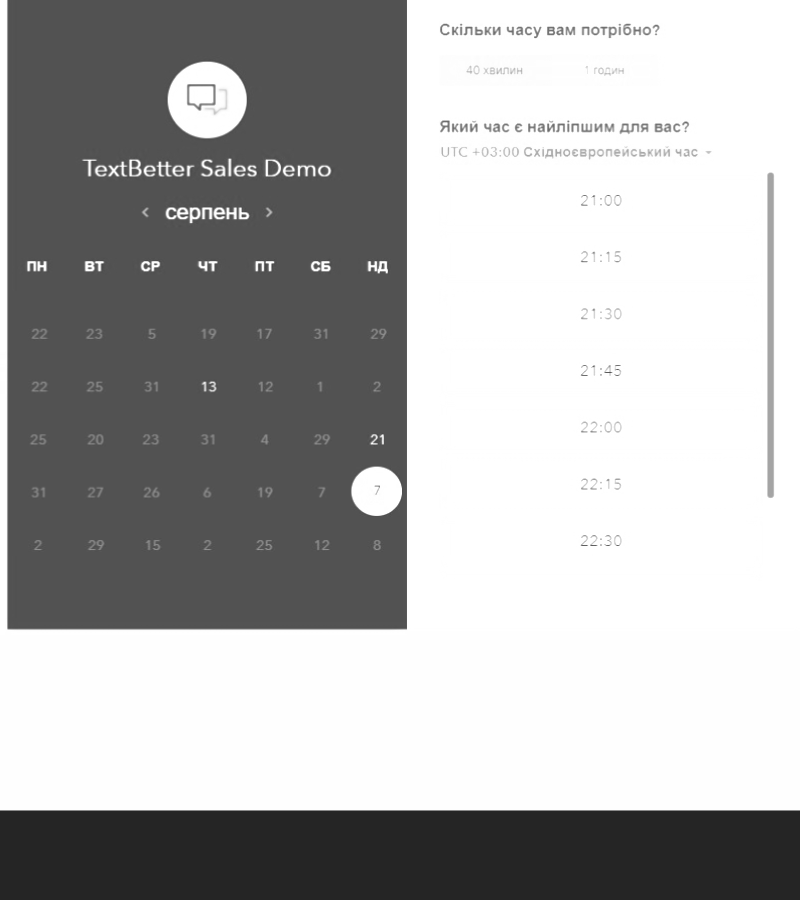 TextBetter Sales Demo
серпень
ПН ВТ СР ЧТ ПТ СБ НД
22 23 5 19 17 31 29
22 25 31 13 12 1 2
25 20 23 31 4 29 21
31 27 26 6 19 7 7
2 29 15 2 25 12 8
Скільки часу вам потрібно?
40 хвилин 1 годин
Який час є найліпшим для вас?
UTC +03:00 Східноєвропейський час
21:00
21:15
21:30
21:45
22:00
22:15
22:30